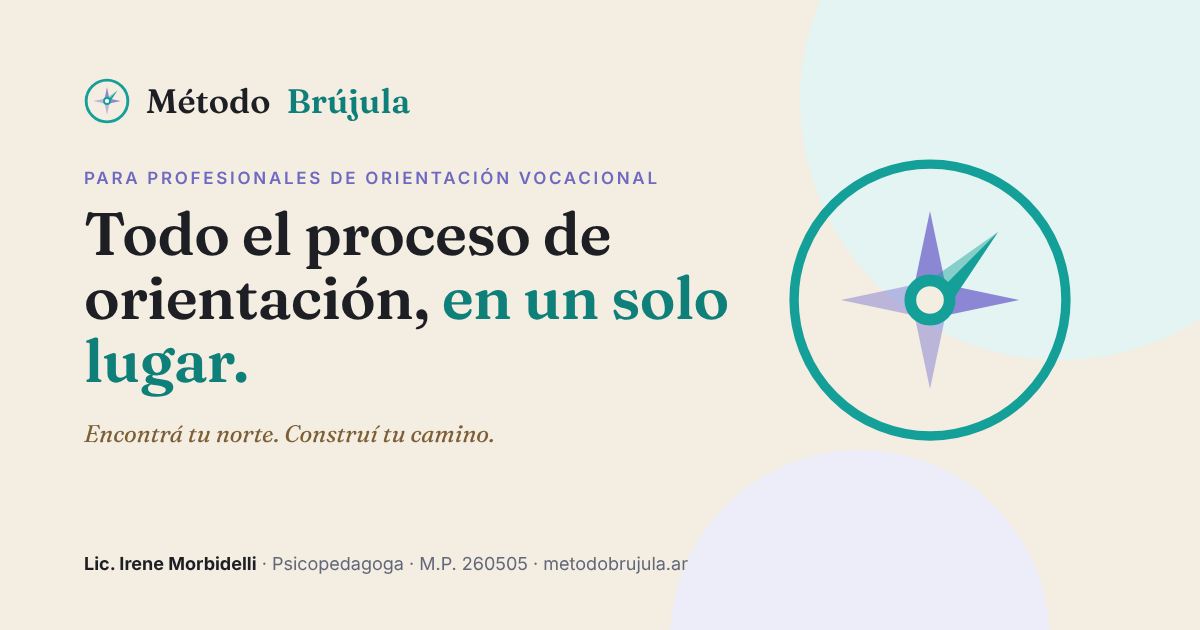 Método Brújula
PARA PROFESIONALES DE ORIENTACIÓN VOCACIONAL
Todo el proceso de
orientación, en un solo
lugar.
Encontrá tu norte. Construí tu camino.
Lic. Irene Morbidelli · Psicopedagoga · M.P. 260505 · metodobrujula.ar